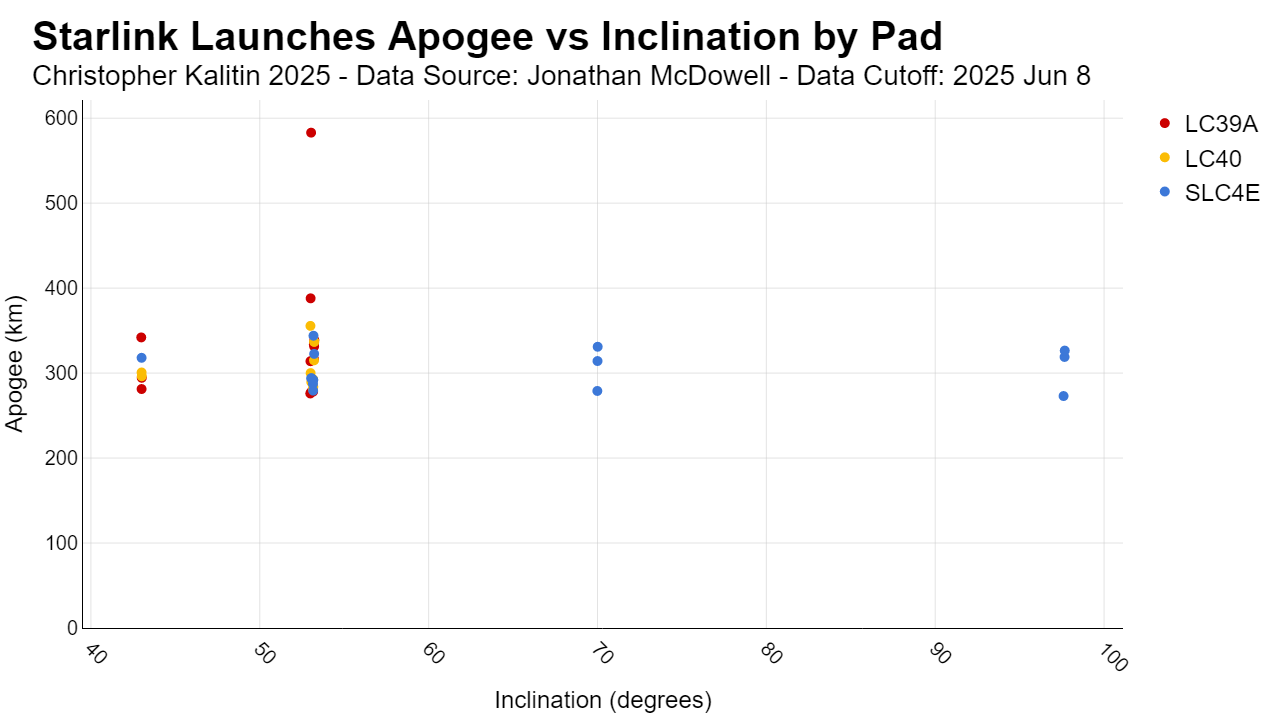 Starlink Launches Apogee vs Inclination by Pad
Christopher Kalitin 2025 - Data Source: Jonathan McDowell - Data Cutoff: 2025 Jun 8
LC39A
LC40
SLC4E
Apogee (km)
600
500
400
300
200
100
0
40
50
60
70
80
90
100
Inclination (degrees)